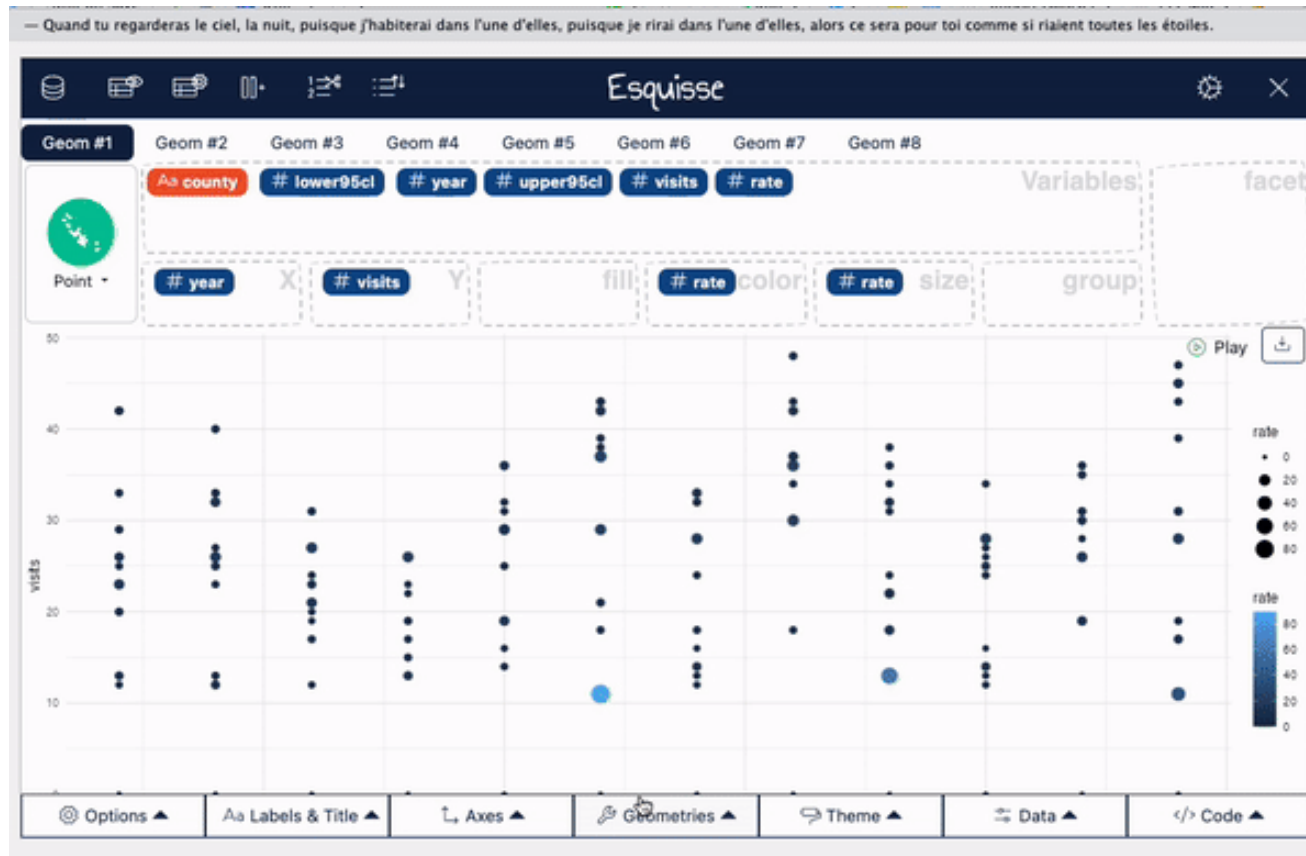 — Quand tu regarderas le ciel, la nuit, puisque j'habiterai dans l'une d'elles, puisque je rirai dans l'une d'elles, alors ce sera pour toi comme si riaient toutes les étoiles.
Esquisse
Geom #1 Geom #2 Geom #3 Geom #4 Geom #5 Geom #6 Geom #7 Geom #8
Aa county # lower95cl # year # upper95cl # visits # rate Variables facet
Point
# year X # visits Y fill # rate color # rate size group
Play
50
40
30
20
10
visits
rate
0
20
40
60
80
rate
80
60
40
20
0
Options Aa Labels & Title Axes Geometries Theme Data </> Code